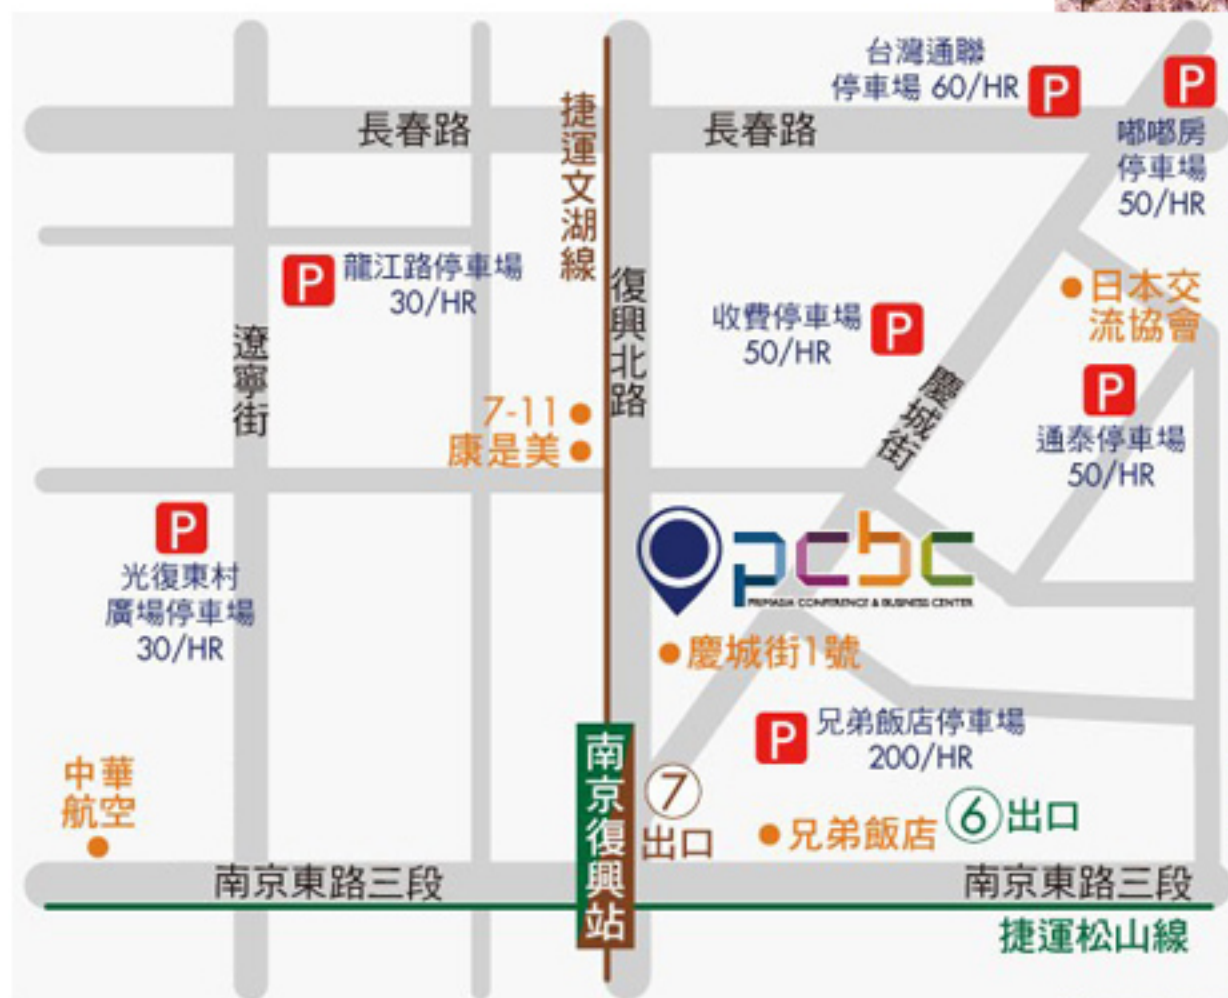 台灣通聯
停車場 60/HR
P
P
嘟嘟房
停車場
50/HR
長春路
長春路
捷運文湖線
P
龍江路停車場
30/HR
復興北路
遼寧街
收費停車場
50/HR
P
日本交
流協會
慶城街
P
通泰停車場
50/HR
7-11
康是美
P
光復東村
廣場停車場
30/HR
pcbc
PRIMASIA CONFERENCE & BUSINESS CENTER
慶城街1號
P
兄弟飯店停車場
200/HR
中華
航空
南京復興站
7
出口
兄弟飯店
6 出口
南京東路三段
南京東路三段
捷運松山線